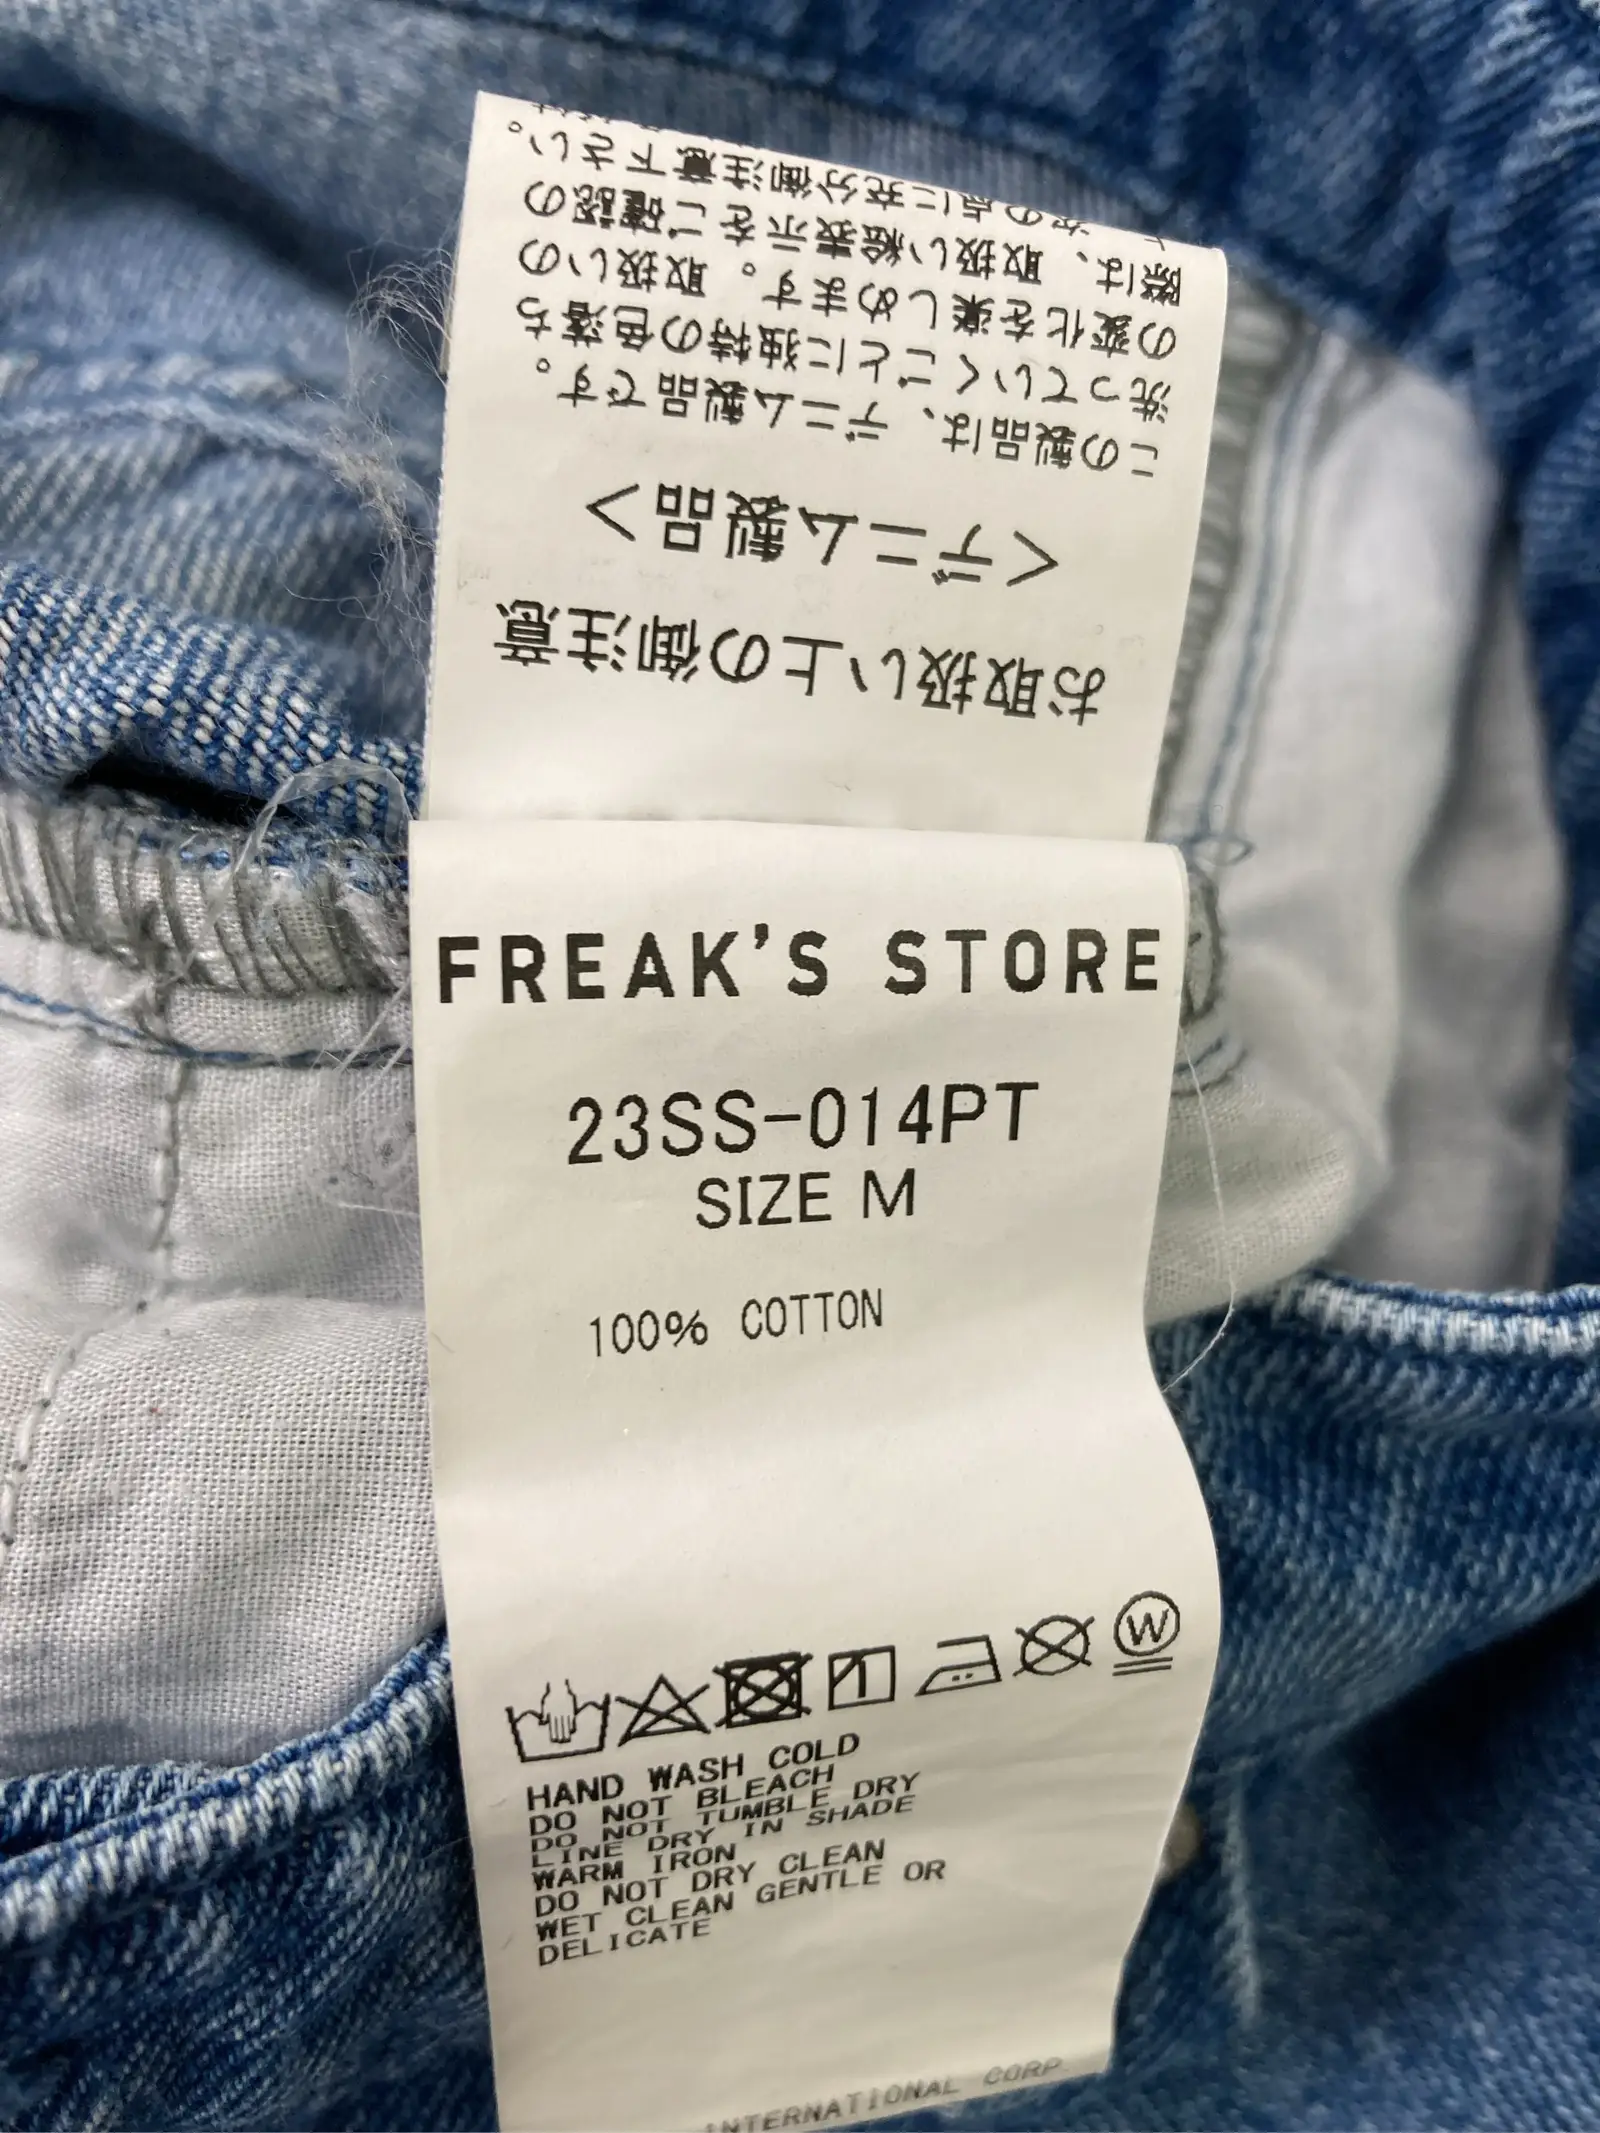 お取扱い上の御注意
<デニム製品>
この製品は、デニム製品です。
洗っていくごとに独特の色落ち
の変化を楽しめます。取扱いの
際は、取扱い絵表示をご確認の
上、次の点に充分御注意下さい。
FREAK'S STORE
23SS-014PT
SIZE M
100% COTTON
W
HAND WASH COLD
DO NOT BLEACH
DO NOT TUMBLE DRY
LINE DRY IN SHADE
WARM IRON
DO NOT DRY CLEAN
WET CLEAN GENTLE OR
DELICATE
INTERNATIONAL CORP